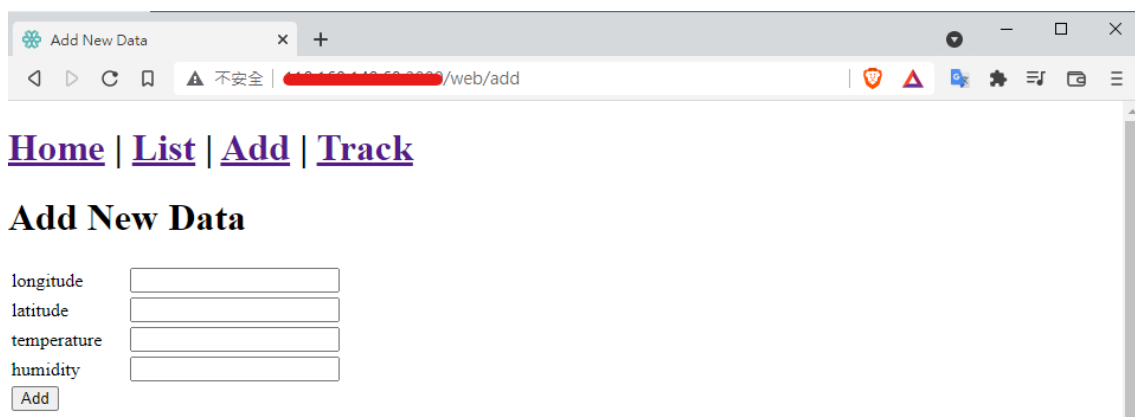 Add New Data
不安全 /web/add
Home | List | Add | Track
Add New Data
longitude
latitude
temperature
humidity
Add